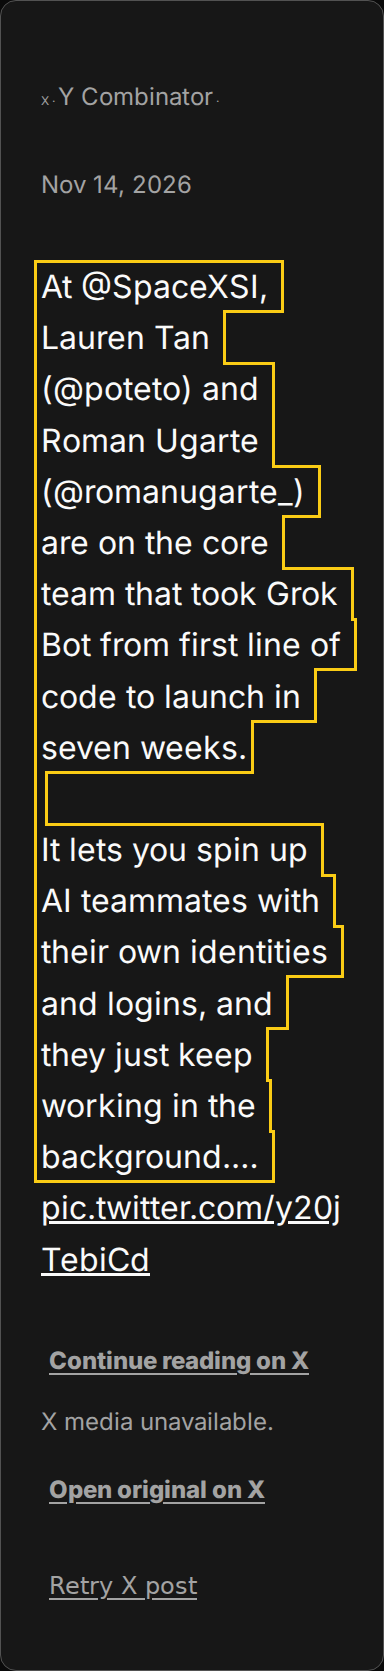 X · Y Combinator ·
Nov 14, 2026
At @SpaceXSI,
Lauren Tan
(@poteto) and
Roman Ugarte
(@romanugarte_)
are on the core
team that took Grok
Bot from first line of
code to launch in
seven weeks.
It lets you spin up
AI teammates with
their own identities
and logins, and
they just keep
working in the
background....
pic.twitter.com/y20j
TebiCd
Continue reading on X
X media unavailable.
Open original on X
Retry X post